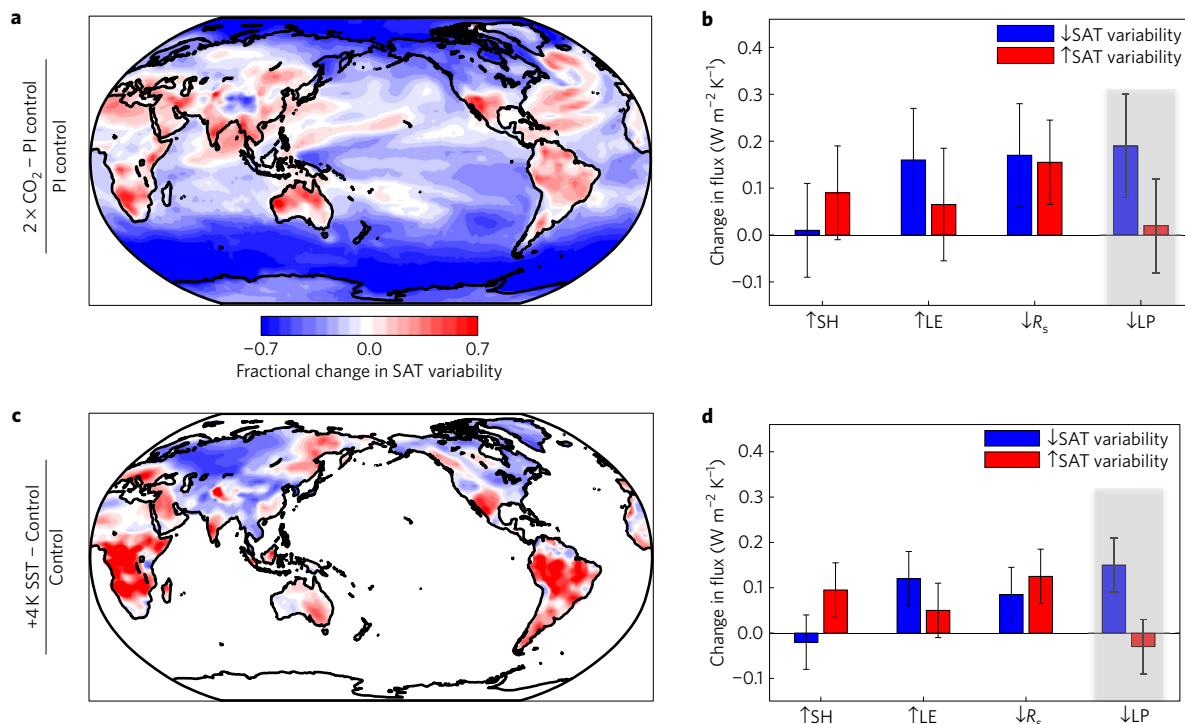 a
2 × CO₂ − PI control
PI control
−0.7
0.0
0.7
Fractional change in SAT variability
b
↓SAT variability
↑SAT variability
Change in flux (W m⁻² K⁻¹)
0.4
0.3
0.2
0.1
0.0
−0.1
↑SH
↑LE
↓Rₛ
↓LP
c
+4 K SST − Control
Control
d
↓SAT variability
↑SAT variability
Change in flux (W m⁻² K⁻¹)
0.4
0.3
0.2
0.1
0.0
−0.1
↑SH
↑LE
↓Rₛ
↓LP